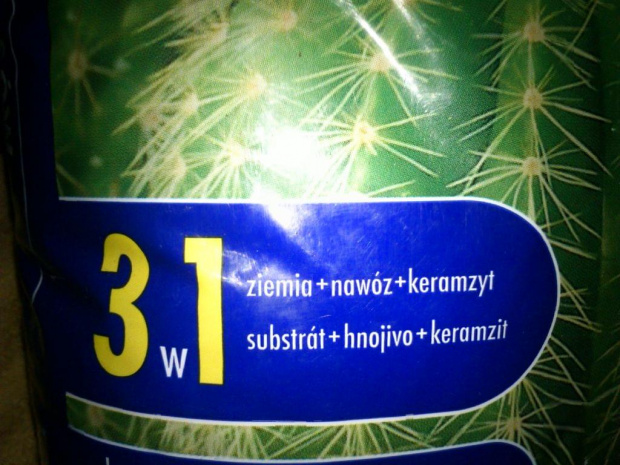 3 w 1
ziemia+nawóz+keramzyt
substrát+hnojivo+keramzit